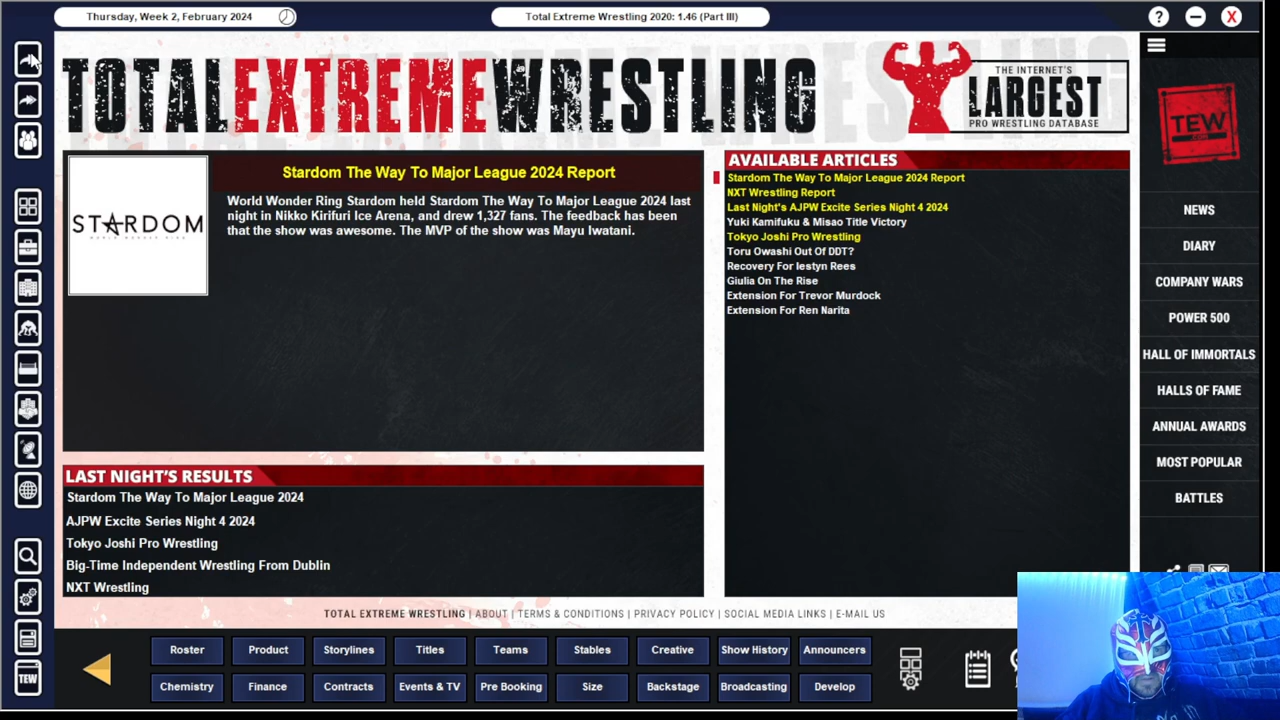 Thursday, Week 2, February 2024
Total Extreme Wrestling 2020: 1.46 (Part III)
?
X
TOTALEXTREMEWRESTLING
THE INTERNET'S
LARGEST
PRO WRESTLING DATABASE
TEW
.COM
Stardom The Way To Major League 2024 Report
STARDOM
WORLD WONDER RING
World Wonder Ring Stardom held Stardom The Way To Major League 2024 last
night in Nikko Kirifuri Ice Arena, and drew 1,327 fans. The feedback has been
that the show was awesome. The MVP of the show was Mayu Iwatani.
AVAILABLE ARTICLES
Stardom The Way To Major League 2024 Report
NXT Wrestling Report
Last Night's AJPW Excite Series Night 4 2024
Yuki Kamifuku & Misao Title Victory
Tokyo Joshi Pro Wrestling
Toru Owashi Out Of DDT?
Recovery For Iestyn Rees
Giulia On The Rise
Extension For Trevor Murdock
Extension For Ren Narita
NEWS
DIARY
COMPANY WARS
POWER 500
HALL OF IMMORTALS
HALLS OF FAME
ANNUAL AWARDS
MOST POPULAR
BATTLES
LAST NIGHT'S RESULTS
Stardom The Way To Major League 2024
AJPW Excite Series Night 4 2024
Tokyo Joshi Pro Wrestling
Big-Time Independent Wrestling From Dublin
NXT Wrestling
TOTAL EXTREME WRESTLING | ABOUT | TERMS & CONDITIONS | PRIVACY POLICY | SOCIAL MEDIA LINKS | E-MAIL US
Roster
Product
Storylines
Titles
Teams
Stables
Creative
Show History
Announcers
Chemistry
Finance
Contracts
Events & TV
Pre Booking
Size
Backstage
Broadcasting
Develop
TEW